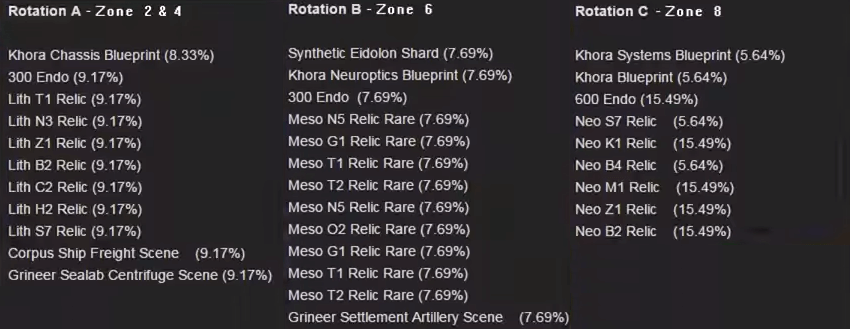 Rotation A - Zone 2 & 4
Khora Chassis Blueprint (8.33%)
300 Endo (9.17%)
Lith T1 Relic (9.17%)
Lith N3 Relic (9.17%)
Lith Z1 Relic (9.17%)
Lith B2 Relic (9.17%)
Lith C2 Relic (9.17%)
Lith H2 Relic (9.17%)
Lith S7 Relic (9.17%)
Corpus Ship Freight Scene (9.17%)
Grineer Sealab Centrifuge Scene (9.17%)
Rotation B - Zone 6
Synthetic Eidolon Shard (7.69%)
Khora Neuroptics Blueprint (7.69%)
300 Endo (7.69%)
Meso N5 Relic Rare (7.69%)
Meso G1 Relic Rare (7.69%)
Meso T1 Relic Rare (7.69%)
Meso T2 Relic Rare (7.69%)
Meso N5 Relic Rare (7.69%)
Meso O2 Relic Rare (7.69%)
Meso G1 Relic Rare (7.69%)
Meso T1 Relic Rare (7.69%)
Meso T2 Relic Rare (7.69%)
Grineer Settlement Artillery Scene (7.69%)
Rotation C - Zone 8
Khora Systems Blueprint (5.64%)
Khora Blueprint (5.64%)
600 Endo (15.49%)
Neo S7 Relic (5.64%)
Neo K1 Relic (15.49%)
Neo B4 Relic (5.64%)
Neo M1 Relic (15.49%)
Neo Z1 Relic (15.49%)
Neo B2 Relic (15.49%)